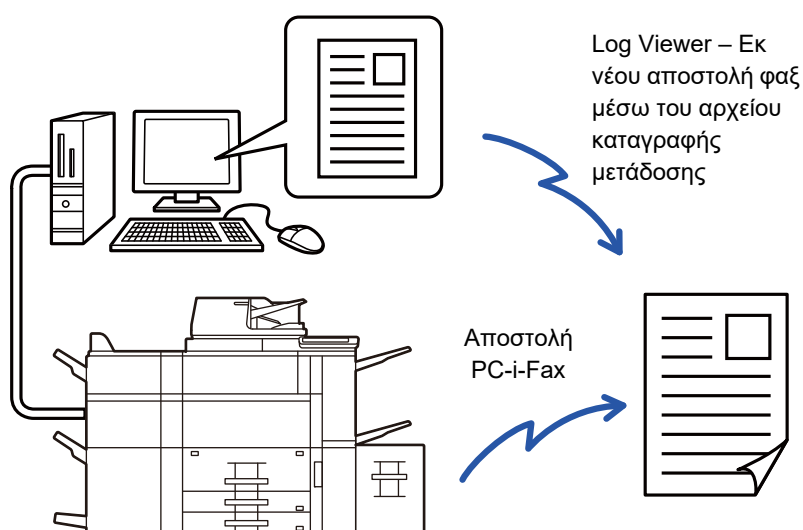 Log Viewer – Εκ
νέου αποστολή φαξ
μέσω του αρχείου
καταγραφής
μετάδοσης
Αποστολή
PC-i-Fax